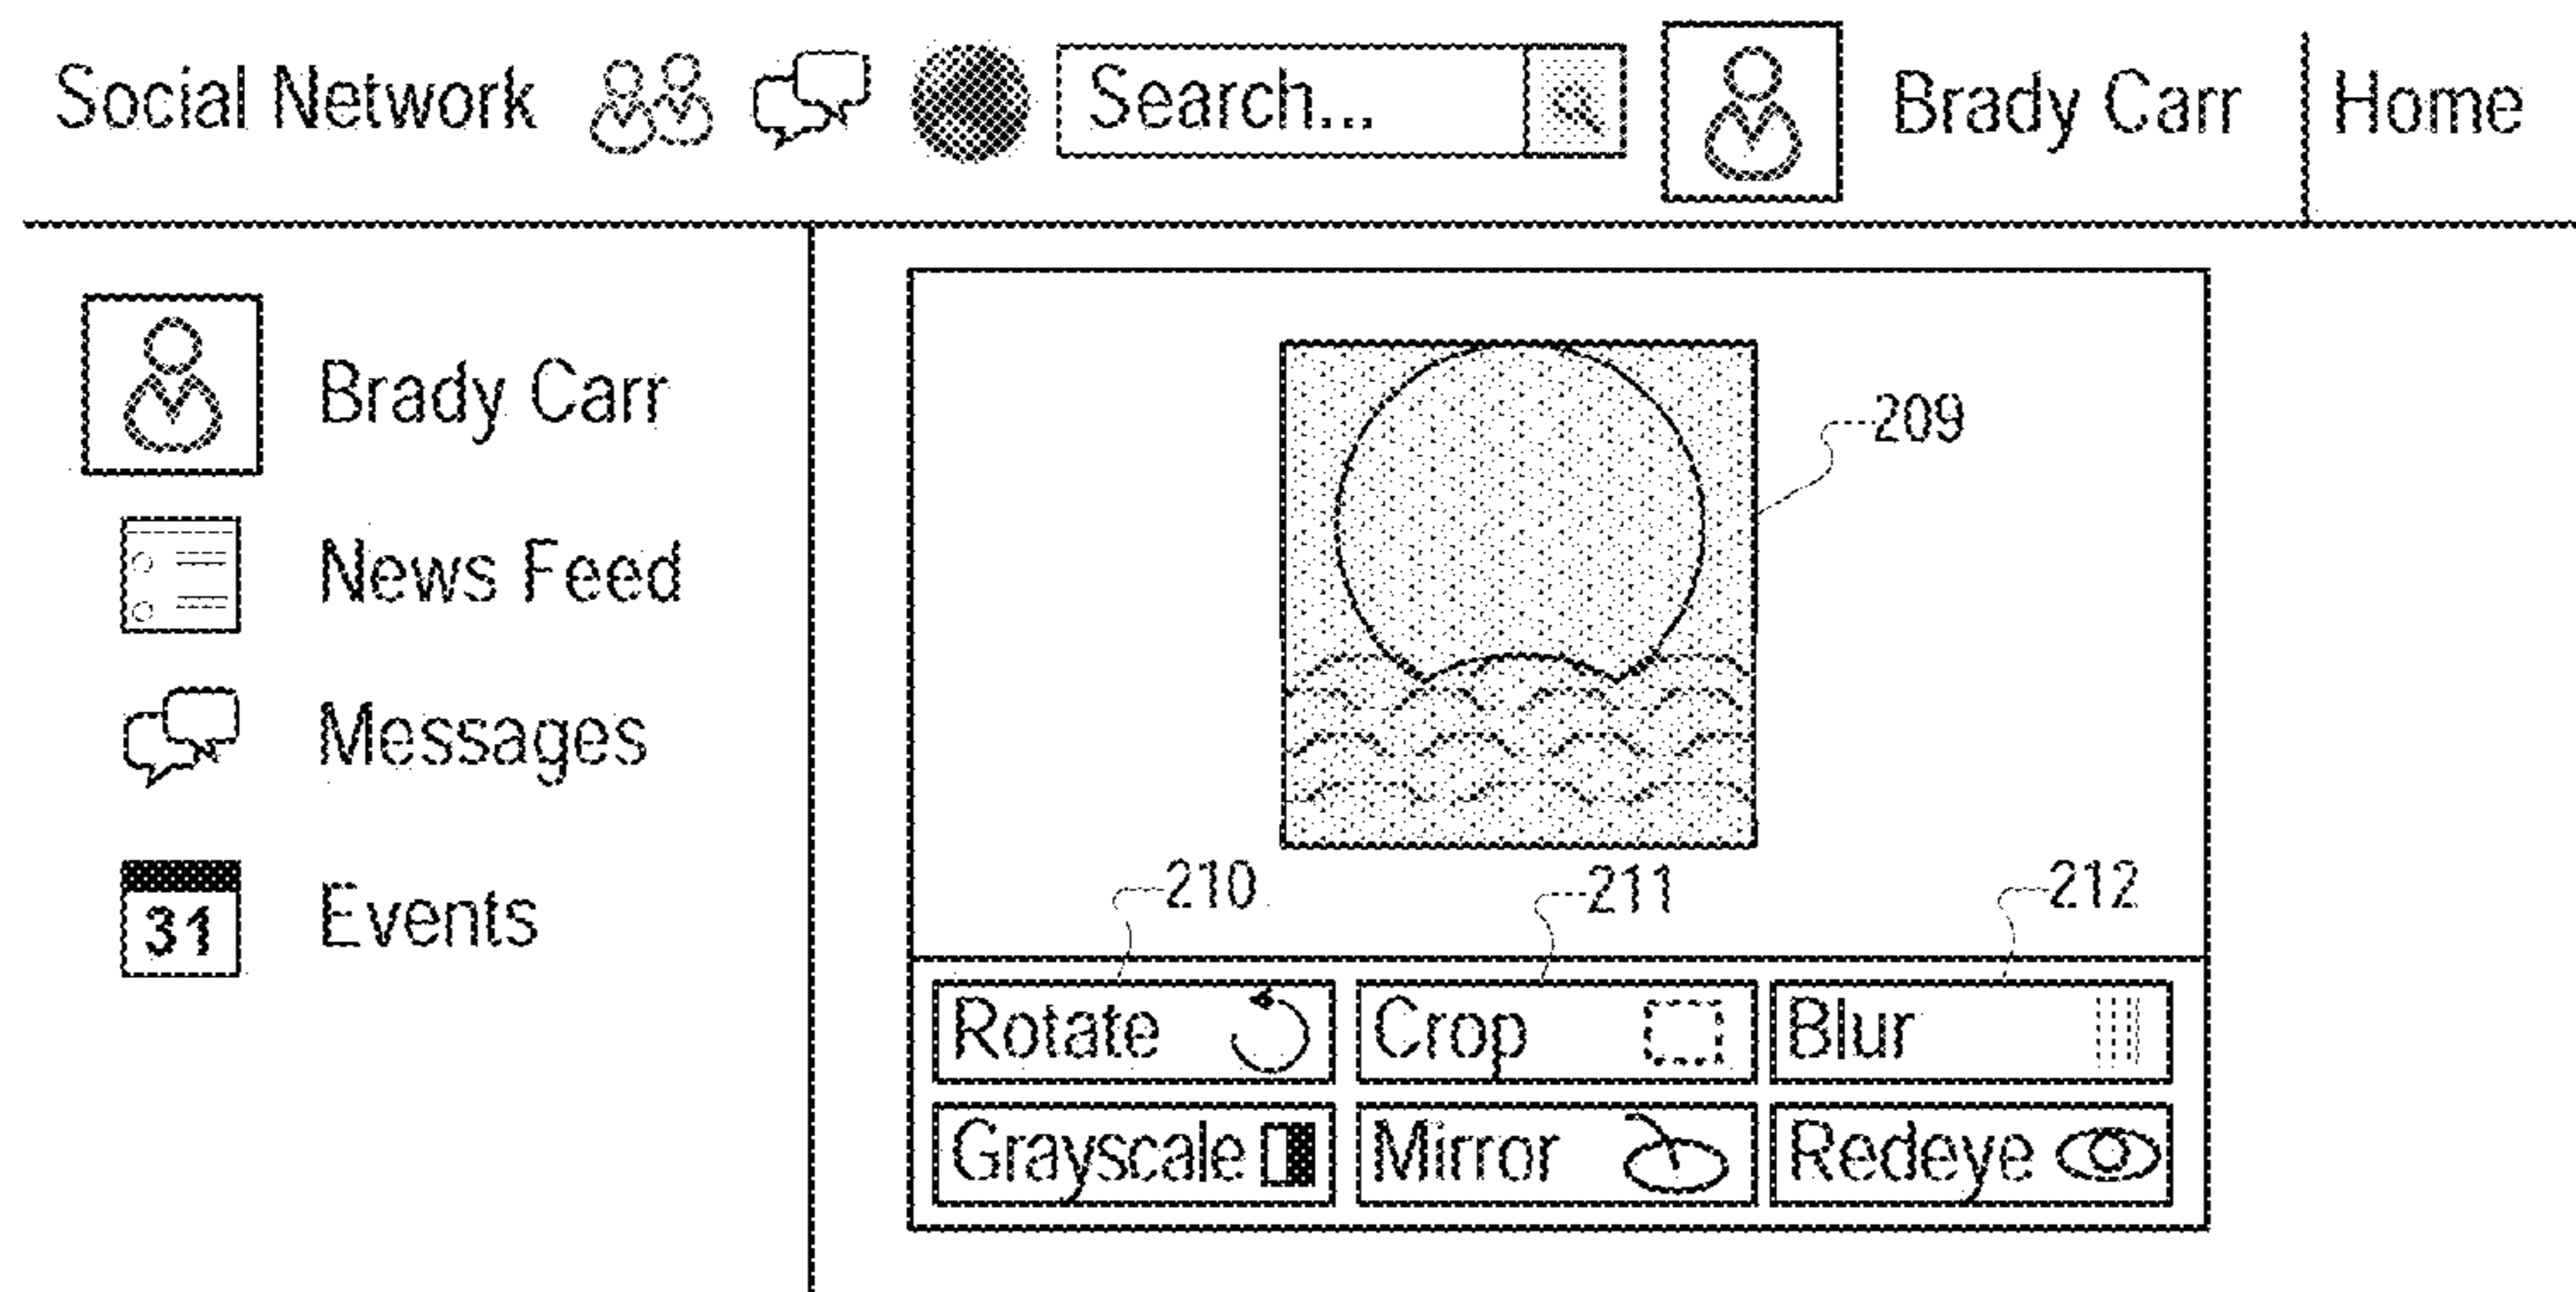 Social Network Search... Brady Carr Home
Brady Carr
News Feed
Messages
31 Events
209
210 211 212
Rotate Crop Blur
Grayscale Mirror Redeye